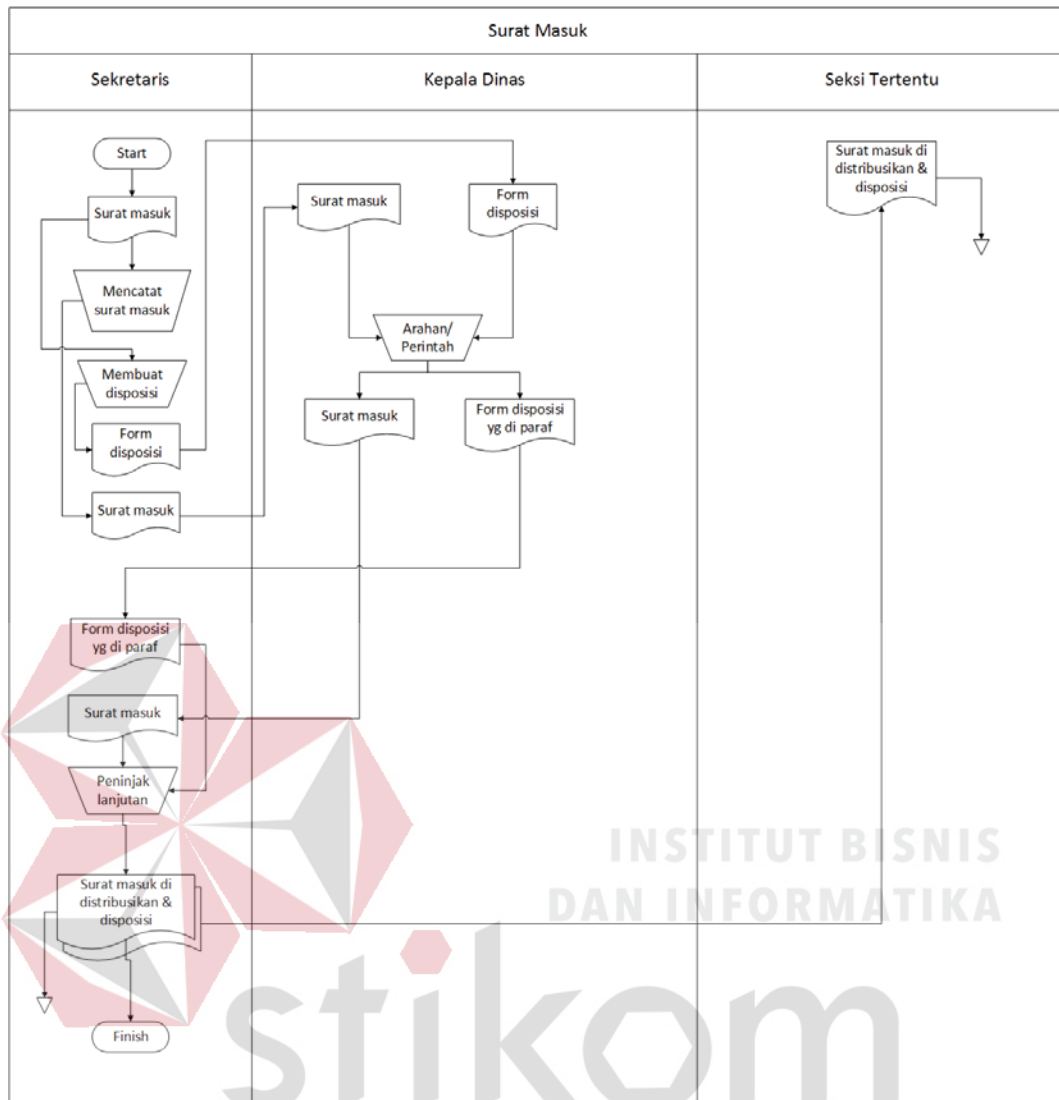 Surat Masuk
Sekretaris
Kepala Dinas
Seksi Tertentu
Start
Surat masuk
Mencatat
surat masuk
Membuat
disposisi
Form
disposisi
Surat masuk
Surat masuk
Form
disposisi
Arahan/
Perintah
Surat masuk
Form disposisi
yg di paraf
Surat masuk di
distribusikan &
disposisi
Form disposisi
yg di paraf
Surat masuk
Peninjak
lanjutan
Surat masuk di
distribusikan &
disposisi
Finish
INSTITUT BISNIS
DAN INFORMATIKA
stikom